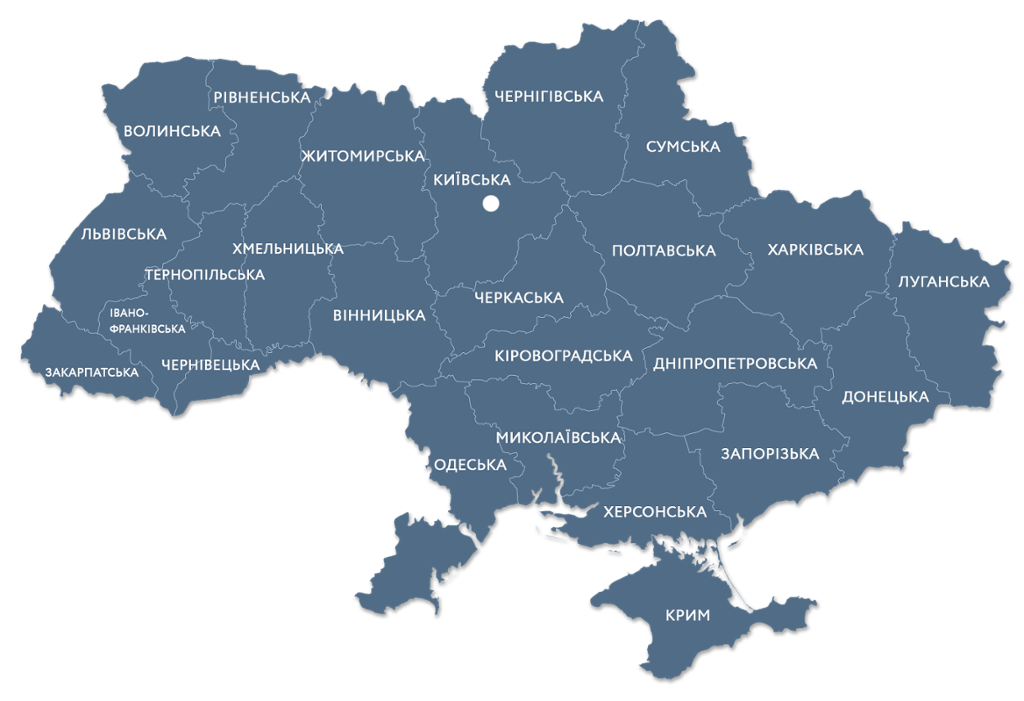 ЧЕРНІГІВСЬКА
РІВНЕНСЬКА
ВОЛИНСЬКА
СУМСЬКА
ЖИТОМИРСЬКА
КИЇВСЬКА
ЛЬВІВСЬКА
ХМЕЛЬНИЦЬКА
ПОЛТАВСЬКА
ХАРКІВСЬКА
ТЕРНОПІЛЬСЬКА
ЛУГАНСЬКА
ЧЕРКАСЬКА
ІВАНО-
ФРАНКІВСЬКА
ВІННИЦЬКА
КІРОВОГРАДСЬКА
ДНІПРОПЕТРОВСЬКА
ЧЕРНІВЕЦЬКА
ЗАКАРПАТСЬКА
ДОНЕЦЬКА
МИКОЛАЇВСЬКА
ЗАПОРІЗЬКА
ОДЕСЬКА
ХЕРСОНСЬКА
КРИМ